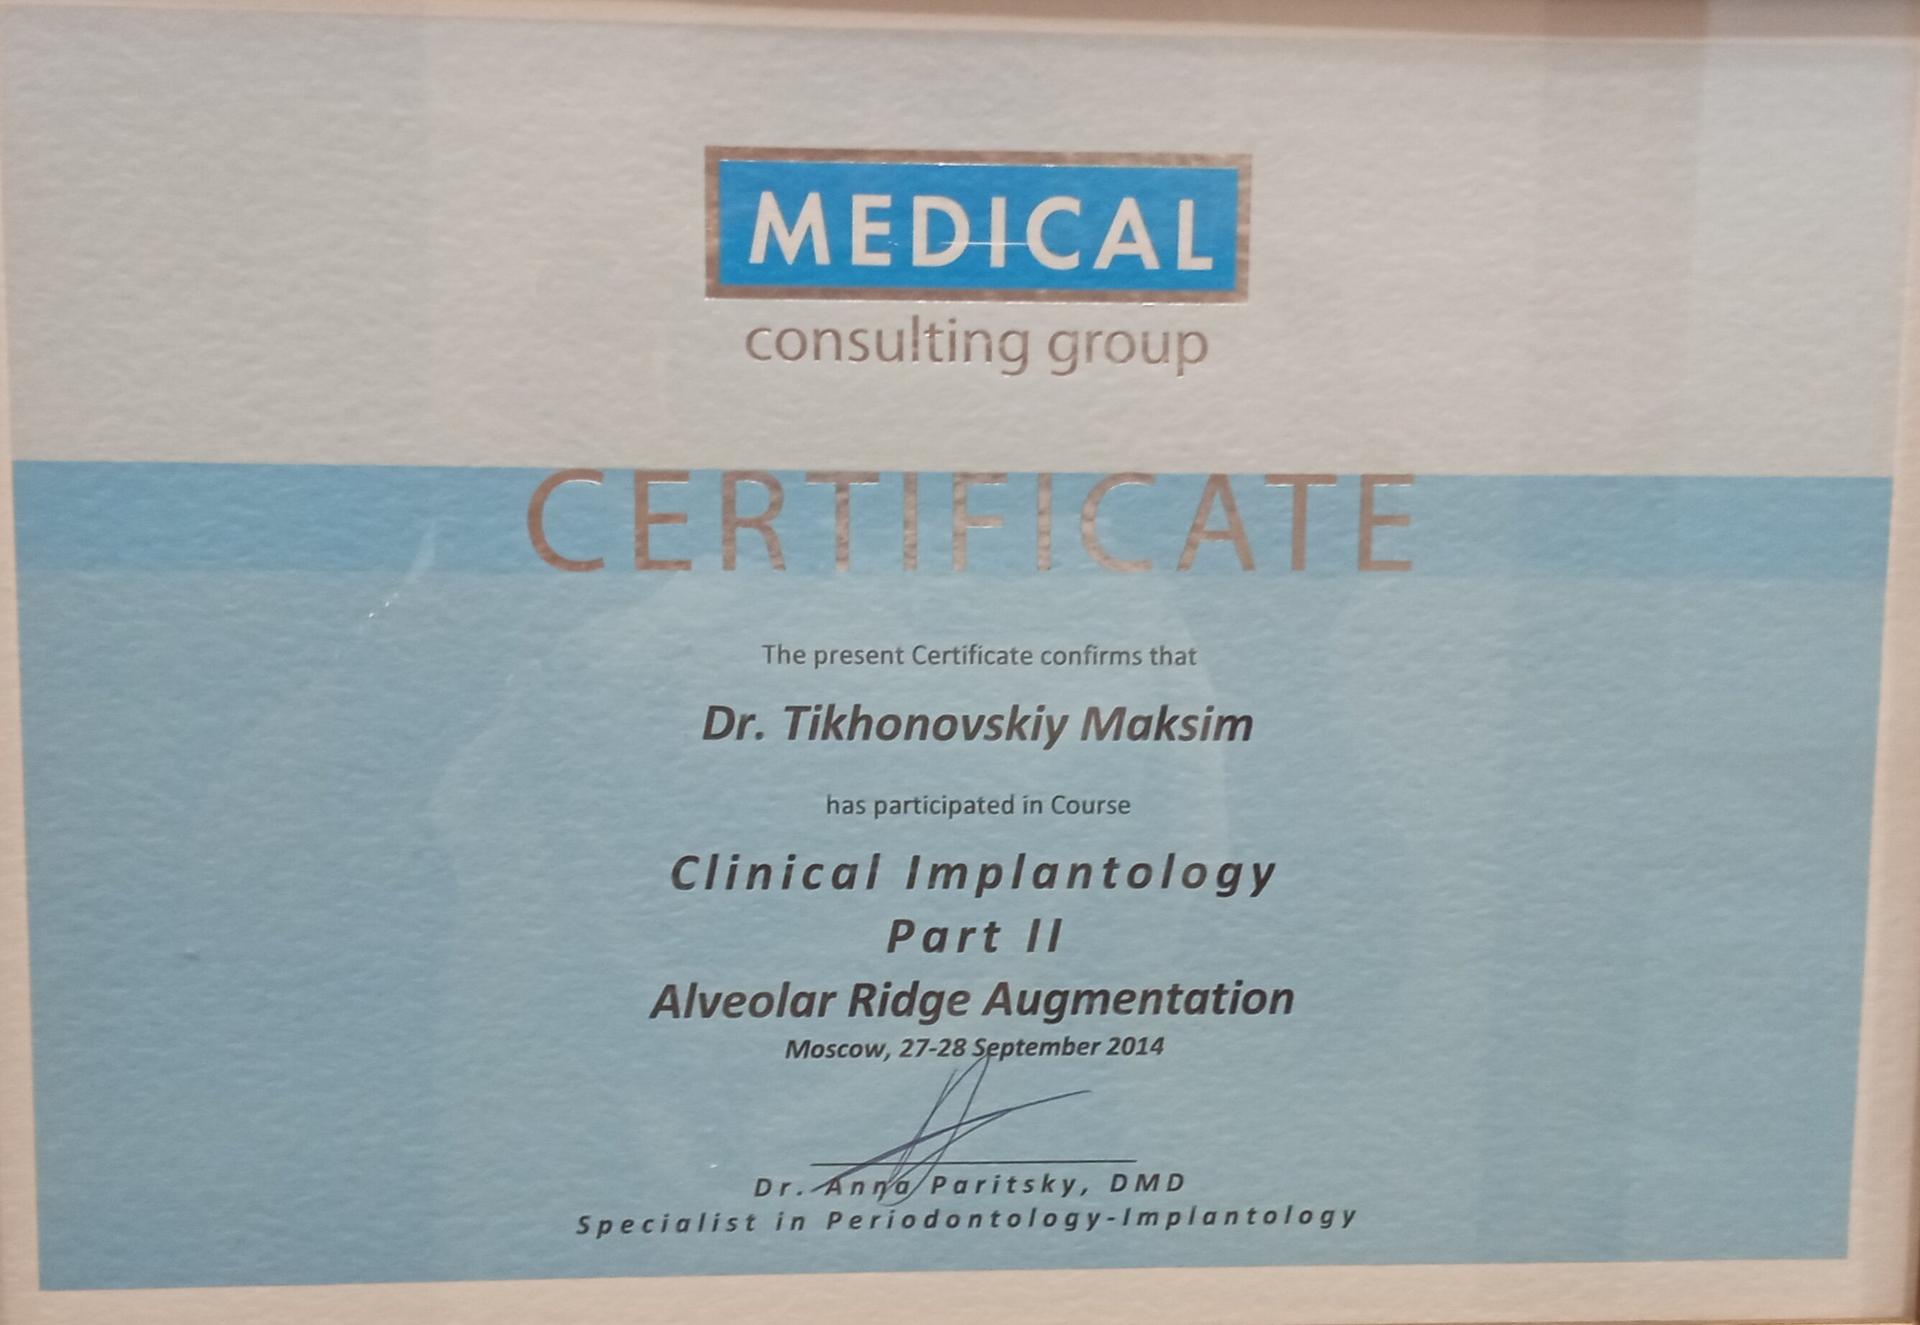 MEDICAL
consulting group
CERTIFICATE
The present Certificate confirms that
Dr. Tikhonovskiy Maksim
has participated in Course
Clinical Implantology
Part II
Alveolar Ridge Augmentation
Moscow, 27-28 September 2014
Dr. Anna Paritsky, DMD
Specialist in Periodontology-Implantology